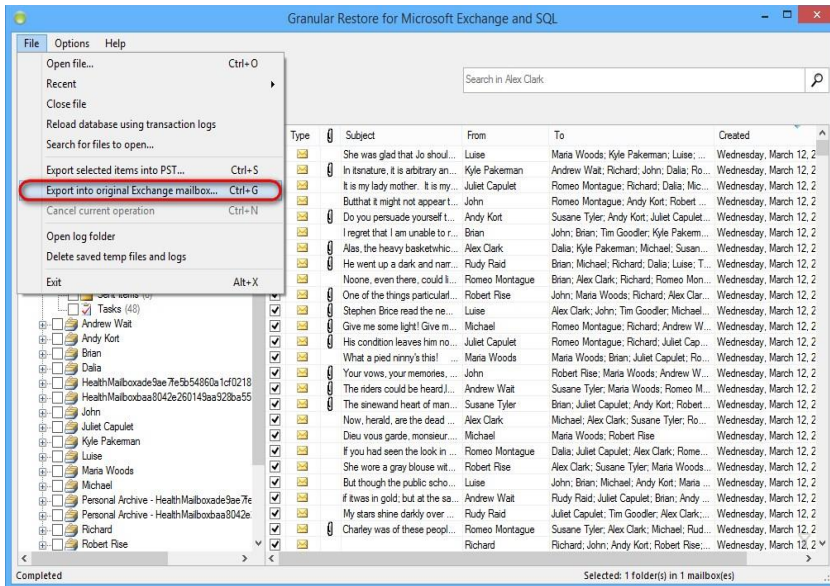 Granular Restore for Microsoft Exchange and SQL
File Options Help
Open file... Ctrl+O
Recent
Close file
Reload database using transaction logs
Search for files to open...
Export selected items into PST... Ctrl+S
Export into original Exchange mailbox... Ctrl+G
Cancel current operation Ctrl+N
Open log folder
Delete saved temp files and logs
Exit Alt+X
Search in Alex Clark
Tasks (48)
Andrew Wait
Andy Kort
Brian
Dalia
HealthMailboxade9ae7fe5b54860a1cf0218
HealthMailboxbaa8042e260149aa928ba55
John
Juliet Capulet
Kyle Pakeman
Luise
Maria Woods
Michael
Personal Archive - HealthMailboxade9ae7fe
Personal Archive - HealthMailboxbaa8042e
Richard
Robert Rise
Type Subject From To Created
She was glad that Jo shoul... Luise Maria Woods; Kyle Pakerman; Luise; ... Wednesday, March 12, 2
In itsnature, it is arbitrary an... Kyle Pakerman Andrew Wait; Richard; John; Dalia; Ro... Wednesday, March 12, 2
It is my lady mother. It is my... Juliet Capulet Romeo Montague; Richard; Dalia; Mic... Wednesday, March 12, 2
Butthat it might not appear t... John Romeo Montague; Andy Kort; Robert ... Wednesday, March 12, 2
Do you persuade yourself t... Andy Kort Susane Tyler; Andy Kort; Juliet Capulet... Wednesday, March 12, 2
I regret that I am unable to r... Brian John; Brian; Tim Goodler; Kyle Pakerm... Wednesday, March 12, 2
Alas, the heavy basketwhic... Alex Clark Dalia; Kyle Pakerman; Michael; Susan... Wednesday, March 12, 2
He went up a dark and narr... Rudy Raid Brian; Michael; Richard; Dalia; Luise; T... Wednesday, March 12, 2
Noone, even there, could li... Romeo Montague Brian; Alex Clark; Richard; Romeo Mon... Wednesday, March 12, 2
One of the things particularl... Robert Rise John; Maria Woods; Richard; Alex Clar... Wednesday, March 12, 2
Stephen Brice read the ne... Luise Alex Clark; John; Tim Goodler; Michael... Wednesday, March 12, 2
Give me some light! Give m... Michael Romeo Montague; Richard; Andrew W... Wednesday, March 12, 2
His condition leaves him no... Juliet Capulet Romeo Montague; Richard; Juliet Cap... Wednesday, March 12, 2
What a pied ninny's this! ... Maria Woods Maria Woods; Brian; Juliet Capulet; Ro... Wednesday, March 12, 2
Your vows, your memories, ... John Robert Rise; Maria Woods; Andrew W... Wednesday, March 12, 2
The riders could be heard,l... Andrew Wait Susane Tyler; Maria Woods; Romeo M... Wednesday, March 12, 2
The sinewand heart of man... Susane Tyler Brian; Juliet Capulet; Andy Kort; Robert... Wednesday, March 12, 2
Now, herald, are the dead ... Alex Clark Michael; Alex Clark; Susane Tyler; Ro... Wednesday, March 12, 2
Dieu vous garde, monsieur.... Michael Maria Woods; Robert Rise Wednesday, March 12, 2
If you had seen the look in ... Romeo Montague Dalia; Juliet Capulet; Alex Clark; Rome... Wednesday, March 12, 2
She wore a gray blouse wit... Robert Rise Alex Clark; Susane Tyler; Maria Woods... Wednesday, March 12, 2
But though the public scho... Luise John; Brian; Michael; Andy Kort; Maria ... Wednesday, March 12, 2
if itwas in gold; but at the sa... Andrew Wait Rudy Raid; Juliet Capulet; Brian; Andy ... Wednesday, March 12, 2
My stars shine darkly over ... Rudy Raid Juliet Capulet; Tim Goodler; Alex Clark;... Wednesday, March 12, 2
Charley was of these peopl... Romeo Montague Susane Tyler; Alex Clark; Michael; Rud... Wednesday, March 12, 2
Richard Richard; John; Andy Kort; Robert Rise;... Wednesday, March 12, 2
Completed Selected: 1 folder(s) in 1 mailbox(es)